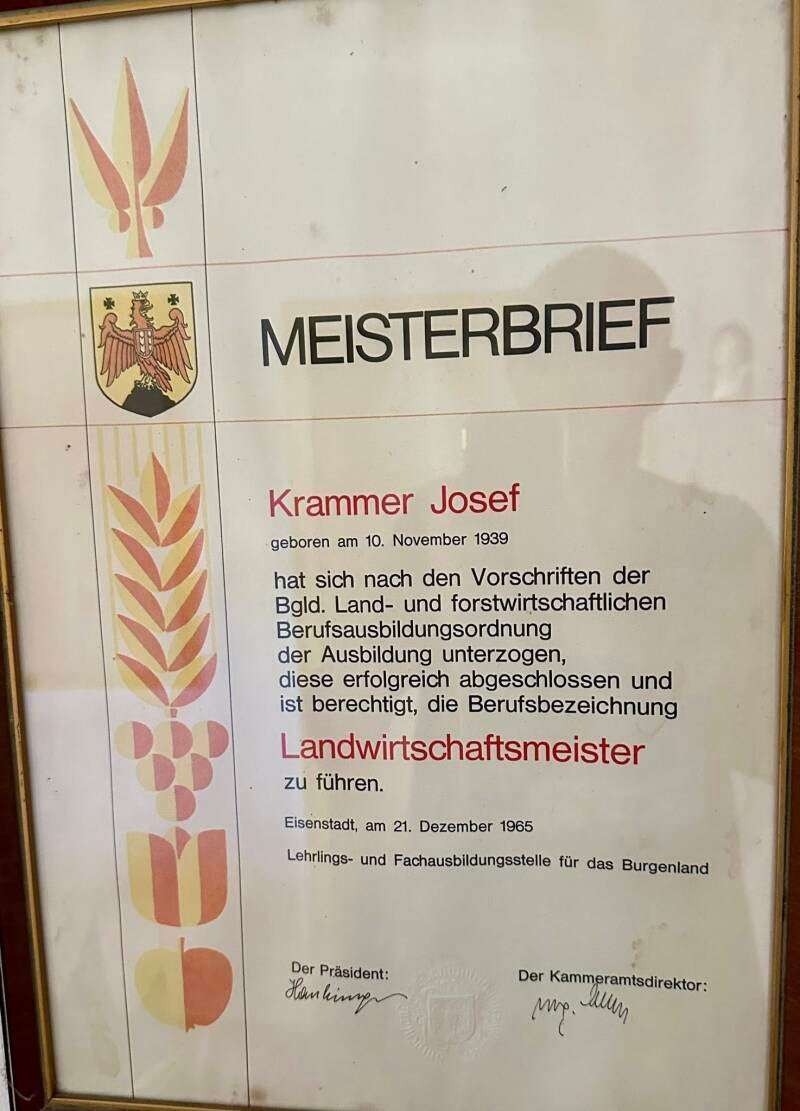 MEISTERBRIEF
Krammer Josef
geboren am 10. November 1939
hat sich nach den Vorschriften der
Bgld. Land- und forstwirtschaftlichen
Berufsausbildungsordnung
der Ausbildung unterzogen,
diese erfolgreich abgeschlossen und
ist berechtigt, die Berufsbezeichnung
Landwirtschaftsmeister
zu führen.
Eisenstadt, am 21. Dezember 1965
Lehrlings- und Fachausbildungsstelle für das Burgenland
Der Präsident:
Der Kammeramtsdirektor: